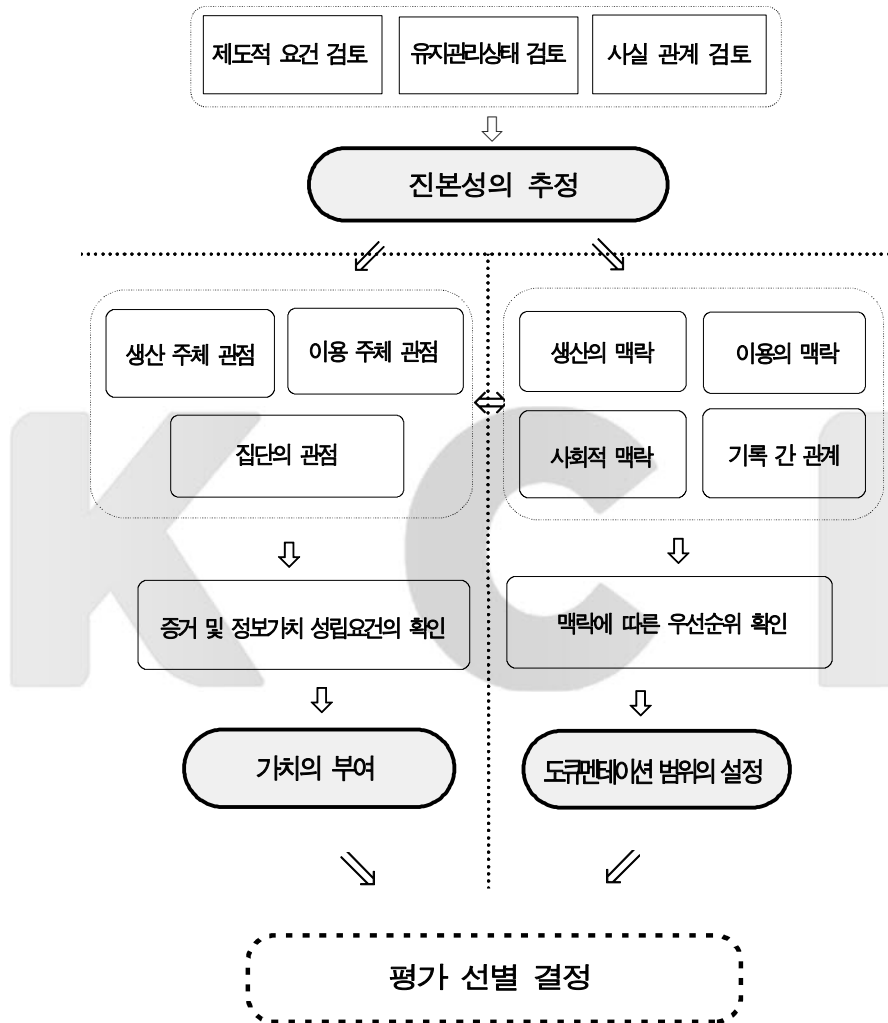 제도적 요건 검토
유지관리상태 검토
사실 관계 검토
진본성의 추정
생산 주체 관점
이용 주체 관점
집단의 관점
생산의 맥락
이용의 맥락
사회적 맥락
기록 간 관계
증거 및 정보가치 성립요건의 확인
맥락에 따른 우선순위 확인
가치의 부여
도큐멘테이션 범위의 설정
평가 선별 결정
KCI